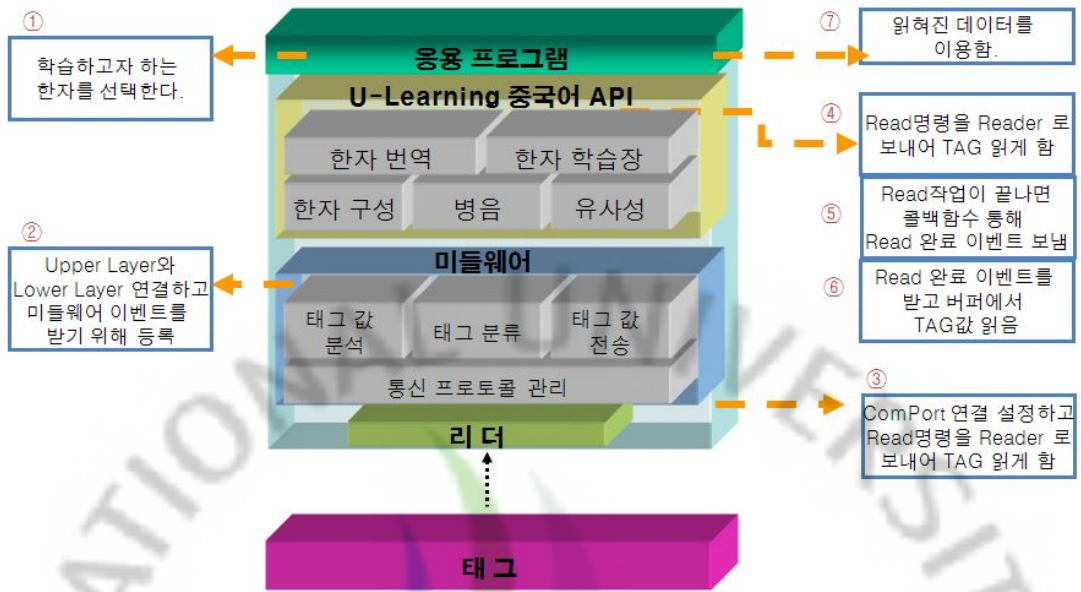 ①
학습하고자 하는
한자를 선택한다.
응용 프로그램
⑦
읽혀진 데이터를
이용함.
U-Learning 중국어 API
한자 번역
한자 학습장
한자 구성
병음
유사성
④
Read명령을 Reader 로
보내어 TAG 읽게 함
⑤
Read작업이 끝나면
콜백함수 통해
Read 완료 이벤트 보냄
②
Upper Layer와
Lower Layer 연결하고
미들웨어 이벤트를
받기 위해 등록
미들웨어
태그 값
분석
태그 분류
태그 값
전송
통신 프로토콜 관리
⑥
Read 완료 이벤트를
받고 버퍼에서
TAG값 읽음
③
ComPort 연결 설정하고
Read명령을 Reader 로
보내어 TAG 읽게 함
리 더
태 그
NATIONAL UNIVERSITY